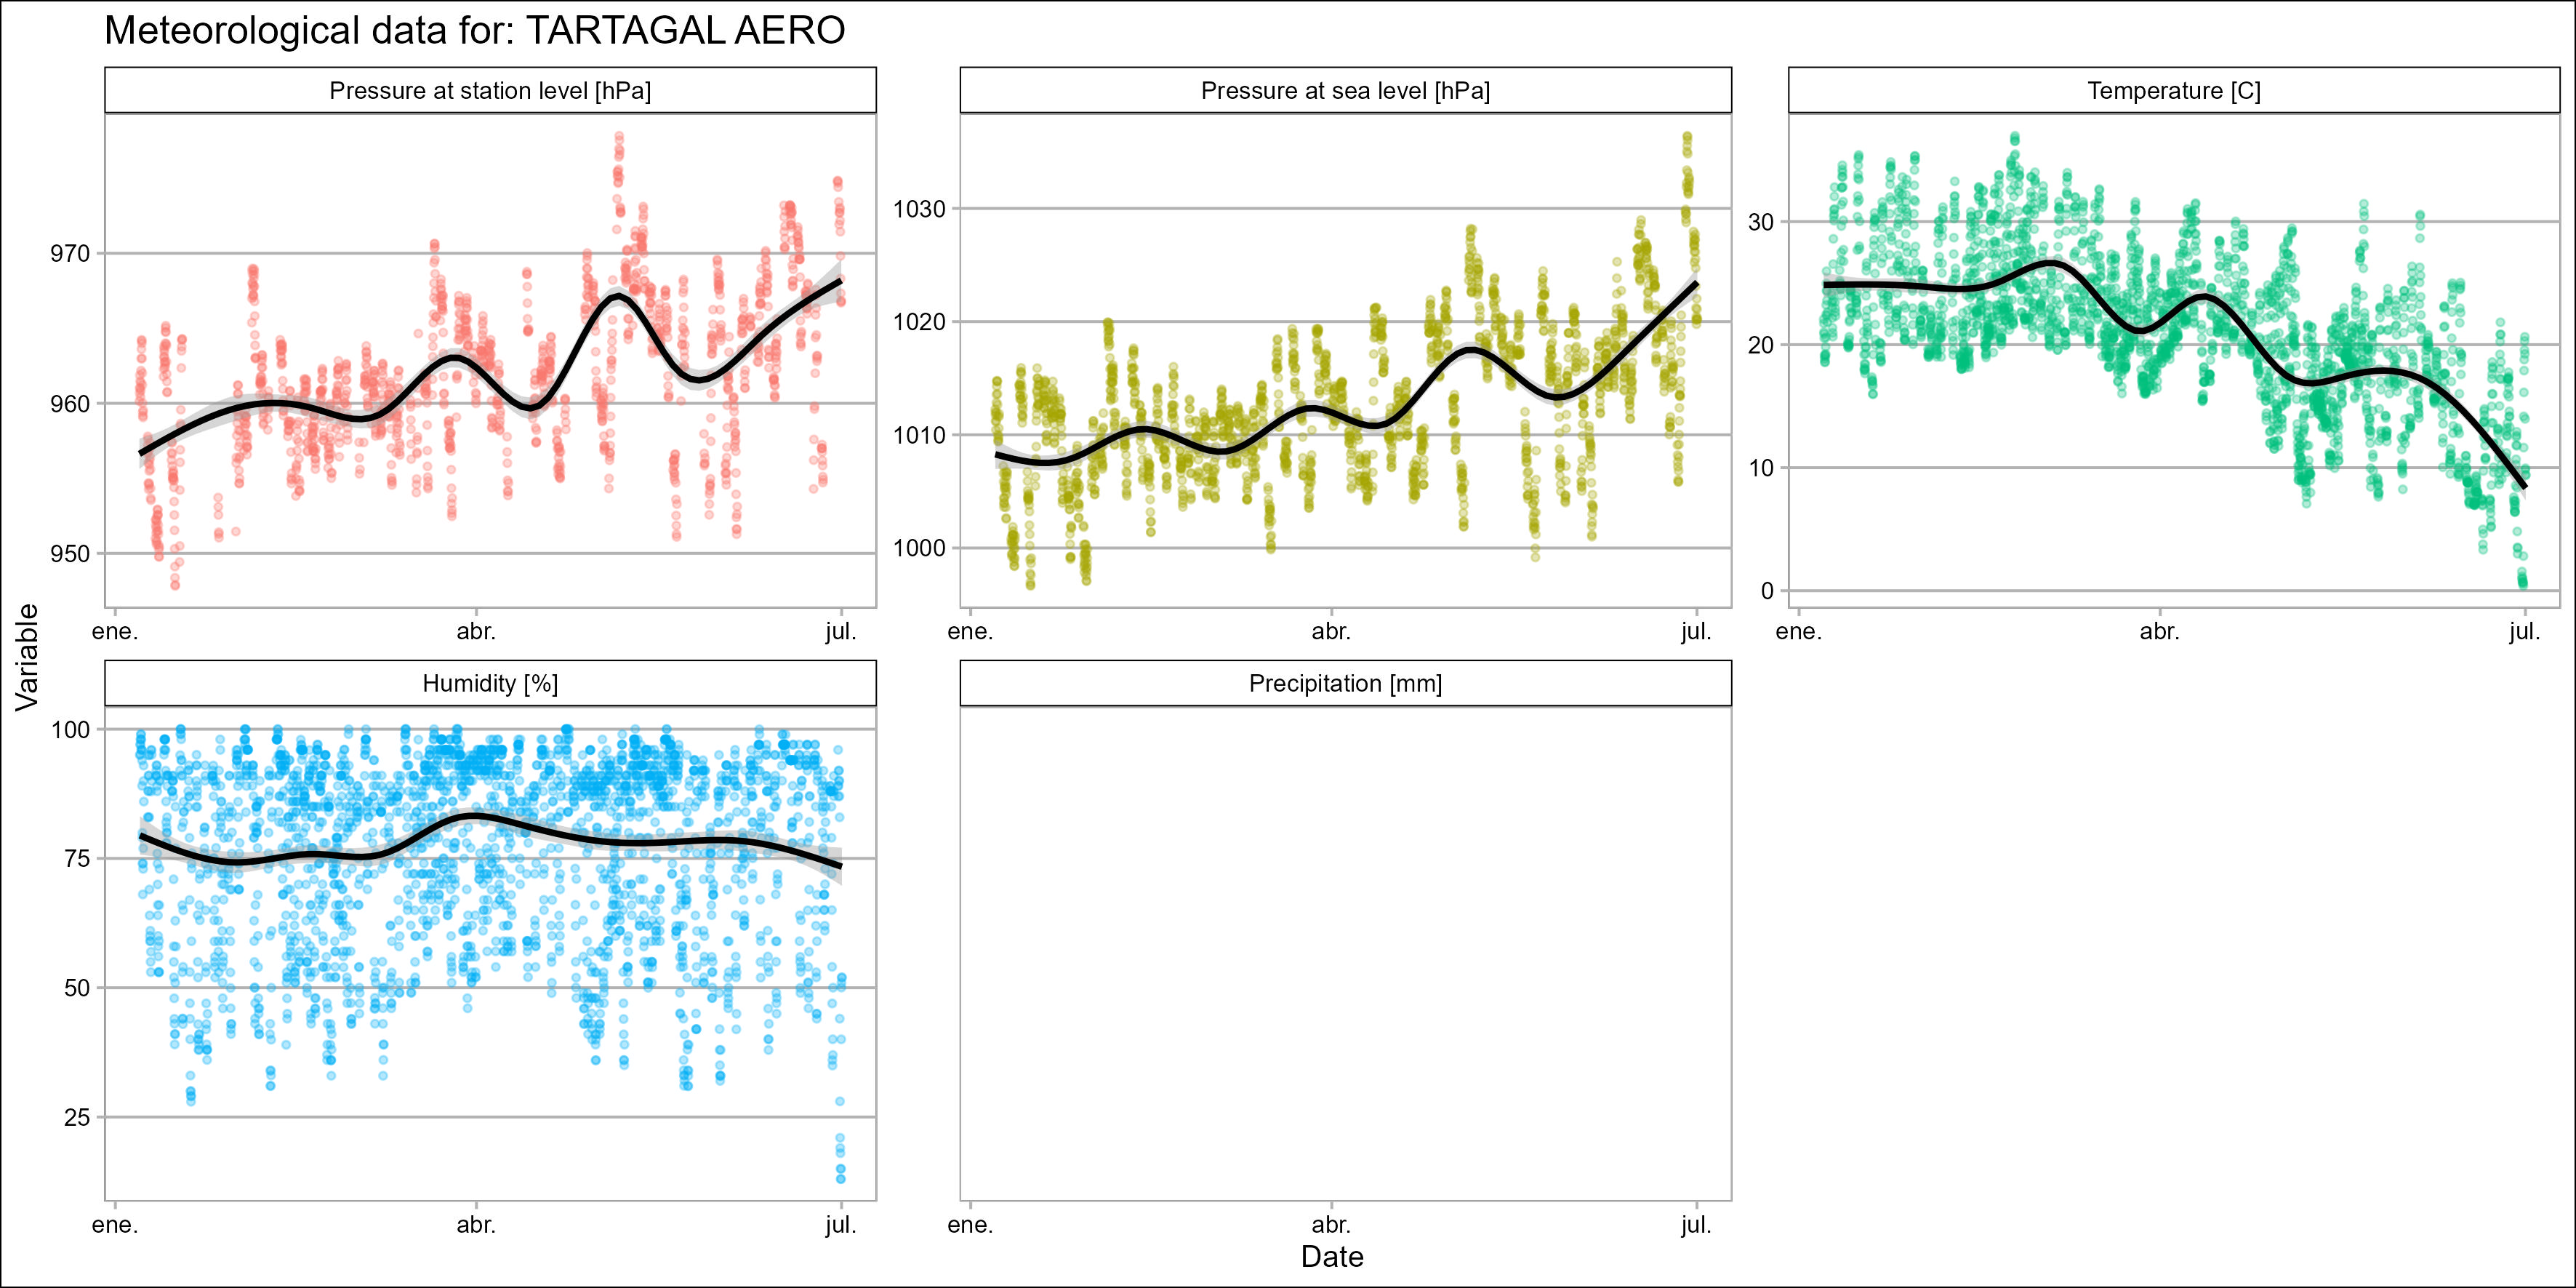 Meteorological data for: TARTAGAL AERO
Pressure at station level [hPa]
Pressure at sea level [hPa]
Temperature [C]
970
960
950
1030
1020
1010
1000
30
20
10
0
ene.
abr.
jul.
ene.
abr.
jul.
ene.
abr.
jul.
Variable
Humidity [%]
Precipitation [mm]
100
75
50
25
ene.
abr.
jul.
ene.
abr.
jul.
Date